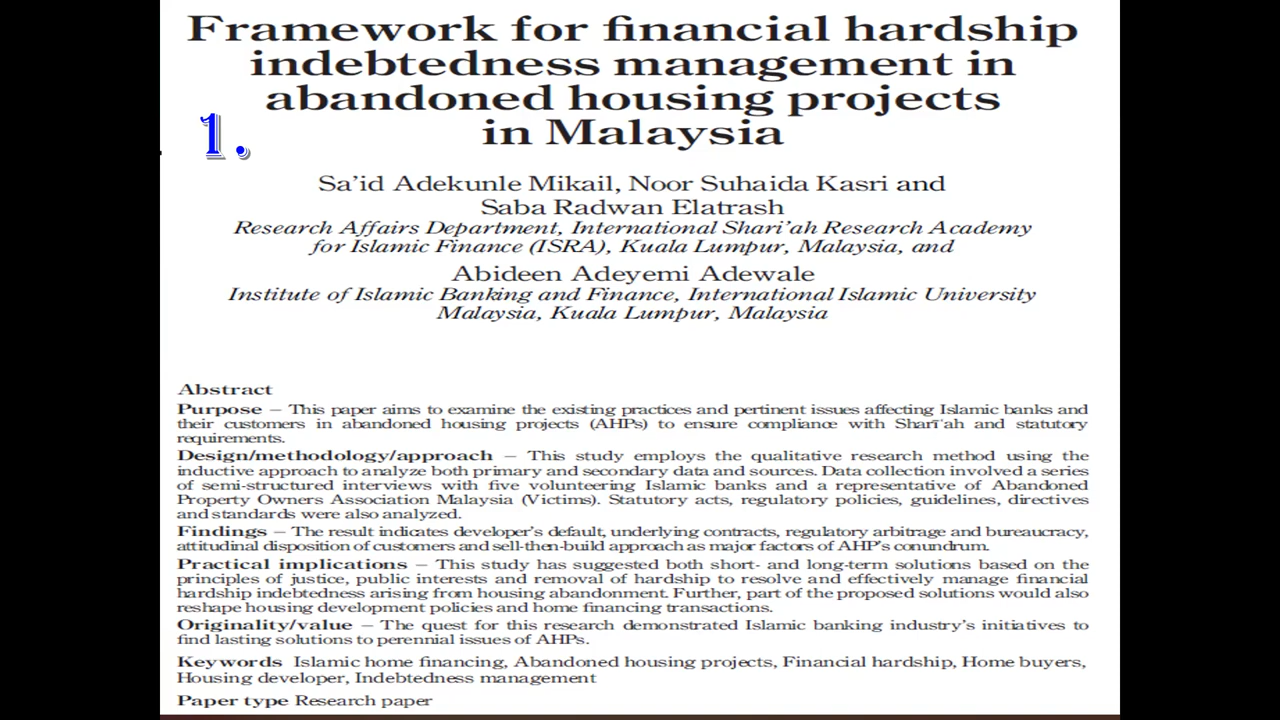 Framework for financial hardship
indebtedness management in
abandoned housing projects
in Malaysia
1.
Sa'id Adekunle Mikail, Noor Suhaida Kasri and
Saba Radwan Elatrash
Research Affairs Department, International Shari'ah Research Academy
for Islamic Finance (ISRA), Kuala Lumpur, Malaysia, and
Abideen Adeyemi Adewale
Institute of Islamic Banking and Finance, International Islamic University
Malaysia, Kuala Lumpur, Malaysia
Abstract
Purpose – This paper aims to examine the existing practices and pertinent issues affecting Islamic banks and
their customers in abandoned housing projects (AHPs) to ensure compliance with Sharīʿah and statutory
requirements.
Design/methodology/approach – This study employs the qualitative research method using the
inductive approach to analyze both primary and secondary data and sources. Data collection involved a series
of semi-structured interviews with five volunteering Islamic banks and a representative of Abandoned
Property Owners Association Malaysia (Victims). Statutory acts, regulatory policies, guidelines, directives
and standards were also analyzed.
Findings – The result indicates developer's default, underlying contracts, regulatory arbitrage and bureaucracy,
attitudinal disposition of customers and sell-then-build approach as major factors of AHP's conundrum.
Practical implications – This study has suggested both short- and long-term solutions based on the
principles of justice, public interests and removal of hardship to resolve and effectively manage financial
hardship indebtedness arising from housing abandonment. Further, part of the proposed solutions would also
reshape housing development policies and home financing transactions.
Originality/value – The quest for this research demonstrated Islamic banking industry's initiatives to
find lasting solutions to perennial issues of AHPs.
Keywords Islamic home financing, Abandoned housing projects, Financial hardship, Home buyers,
Housing developer, Indebtedness management
Paper type Research paper